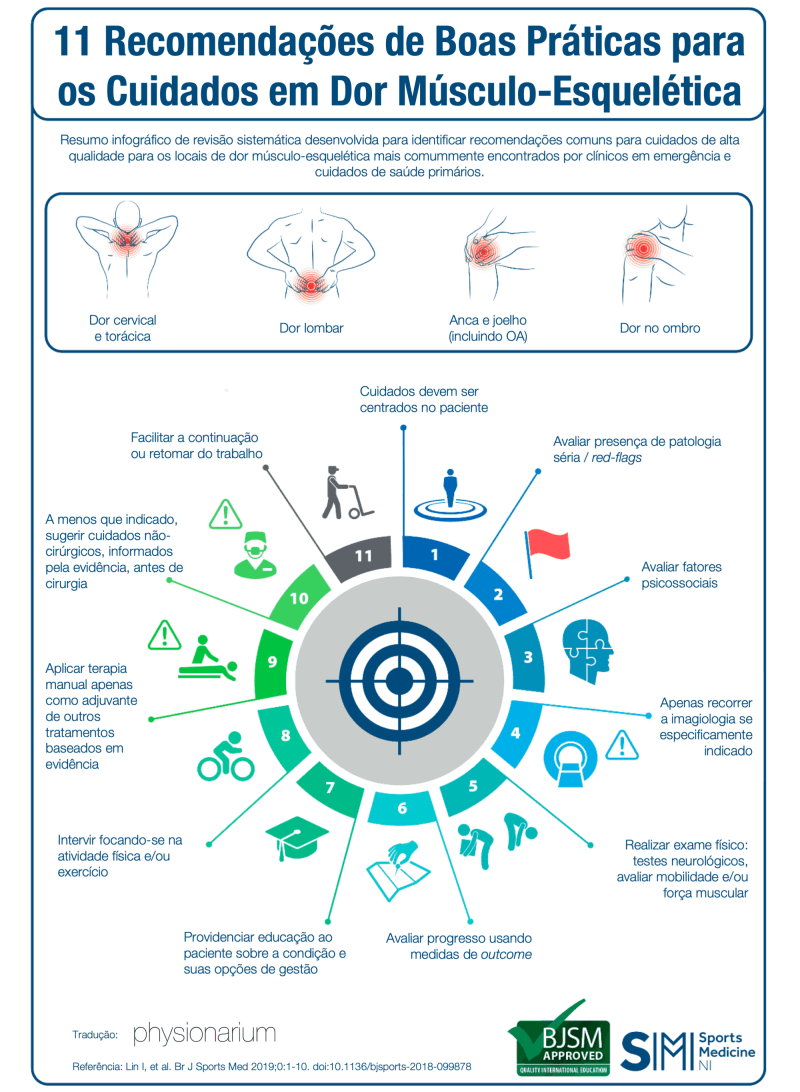 11 Recomendações de Boas Práticas para
os Cuidados em Dor Músculo-Esquelética
Resumo infográfico de revisão sistemática desenvolvida para identificar recomendações comuns para cuidados de alta
qualidade para os locais de dor músculo-esquelética mais comummente encontrados por clínicos em emergência e
cuidados de saúde primários.
Dor cervical
e torácica
Dor lombar
Anca e joelho
(incluindo OA)
Dor no ombro
Cuidados devem ser
centrados no paciente
1
Avaliar presença de patologia
séria / red-flags
2
Avaliar fatores
psicossociais
3
Apenas recorrer
a imagiologia se
especificamente
indicado
4
Realizar exame físico:
testes neurológicos,
avaliar mobilidade e/ou
força muscular
5
Avaliar progresso usando
medidas de outcome
6
Providenciar educação ao
paciente sobre a condição e
suas opções de gestão
7
Intervir focando-se na
atividade física e/ou
exercício
8
Aplicar terapia
manual apenas
como adjuvante
de outros
tratamentos
baseados em
evidência
9
A menos que indicado,
sugerir cuidados não-
cirúrgicos, informados
pela evidência, antes de
cirurgia
10
Facilitar a continuação
ou retomar do trabalho
11
Tradução: physionarium
Referência: Lin I, et al. Br J Sports Med 2019;0:1-10. doi:10.1136/bjsports-2018-099878
BJSM
APPROVED
QUALITY INTERNATIONAL EDUCATION
SMI
Sports
Medicine
NI